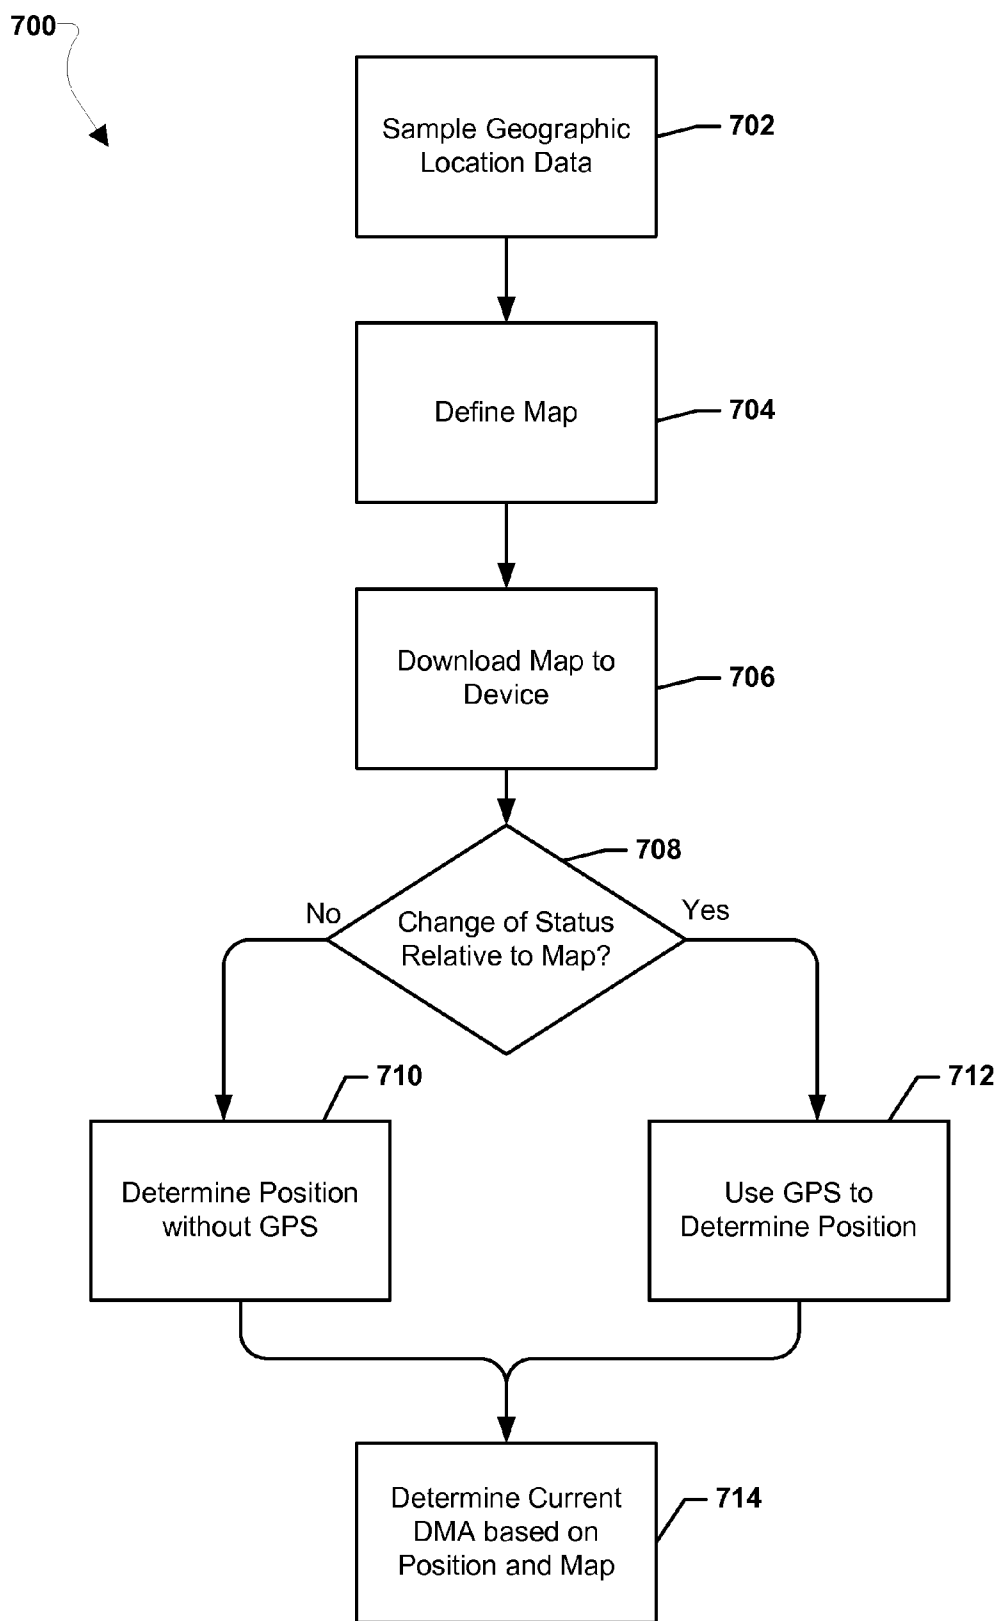 700
Sample Geographic
Location Data
702
Define Map
704
Download Map to
Device
706
708
Change of Status
Relative to Map?
No
Yes
710
Determine Position
without GPS
712
Use GPS to
Determine Position
Determine Current
DMA based on
Position and Map
714